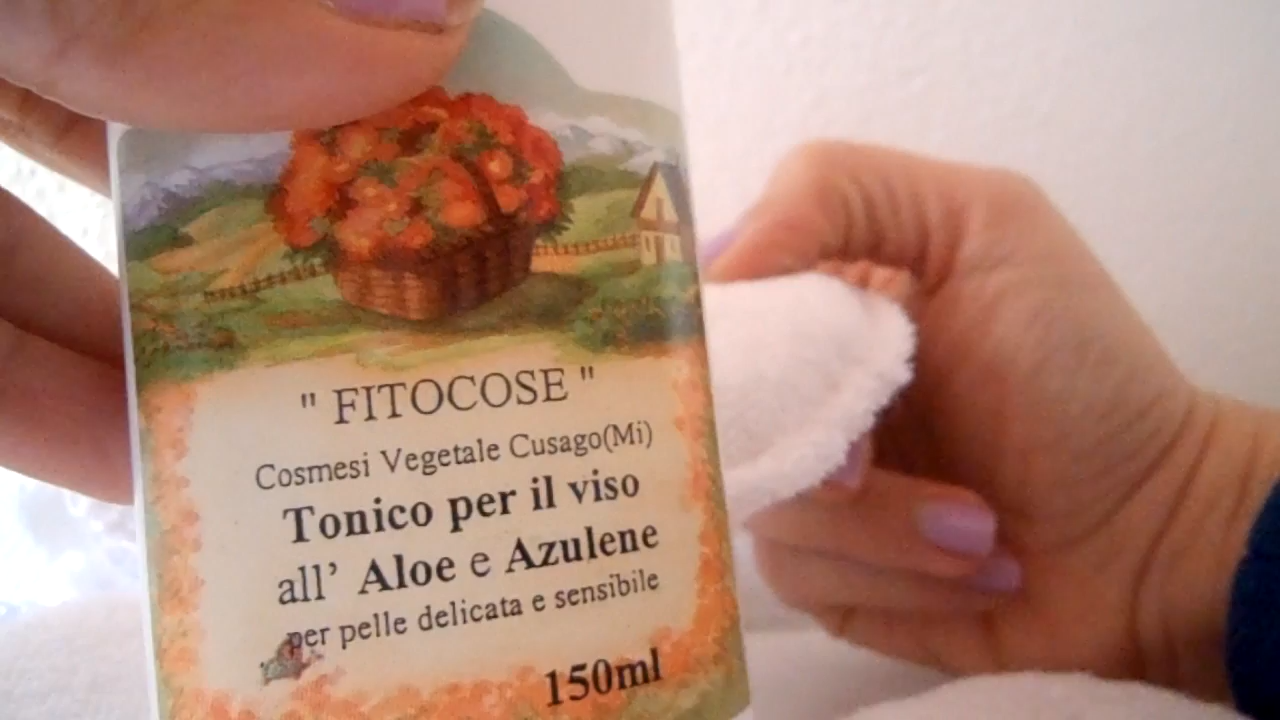 " FITOCOSE "
Cosmesi Vegetale Cusago(Mi)
Tonico per il viso
all' Aloe e Azulene
per pelle delicata e sensibile
150ml